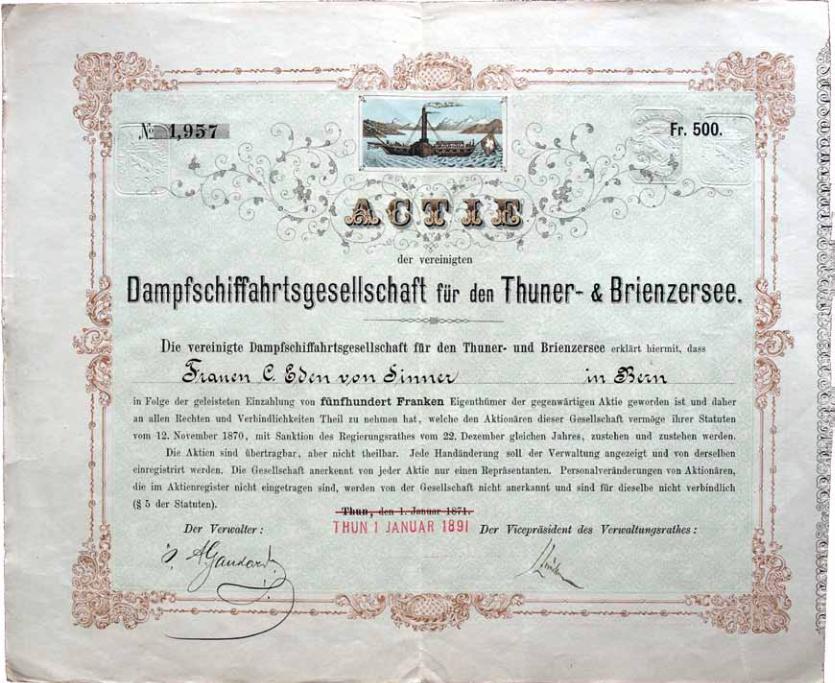 № 1,957
Fr. 500.
ACTIE
der vereinigten
Dampfschiffahrtsgesellschaft für den Thuner- & Brienzersee.
Die vereinigte Dampfschiffahrtsgesellschaft für den Thuner- und Brienzersee erklärt hiermit, dass
Frauen C. Eden von Sinner in Bern
in Folge der geleisteten Einzahlung von fünfhundert Franken Eigenthümer der gegenwärtigen Aktie geworden ist und daher
an allen Rechten und Verbindlichkeiten Theil zu nehmen hat, welche den Aktionären dieser Gesellschaft vermöge ihrer Statuten
vom 12. November 1870, mit Sanktion des Regierungsrathes vom 22. Dezember gleichen Jahres, zustehen und zustehen werden.
Die Aktien sind übertragbar, aber nicht theilbar. Jede Handänderung soll der Verwaltung angezeigt und von derselben
einregistrirt werden. Die Gesellschaft anerkennt von jeder Aktie nur einen Repräsentanten. Personalveränderungen von Aktionären,
die im Aktienregister nicht eingetragen sind, werden von der Gesellschaft nicht anerkannt und sind für dieselbe nicht verbindlich
(§ 5 der Statuten).
Thun, den 1. Januar 1871.
THUN 1 JANUAR 1891
Der Verwalter:
Der Vicepräsident des Verwaltungsrathes: